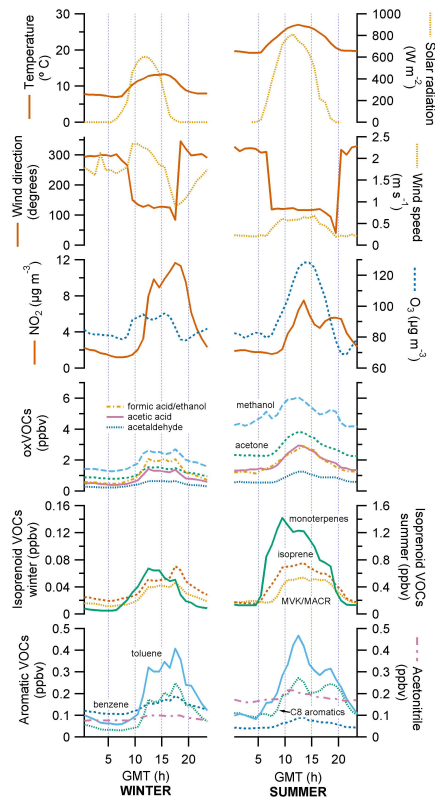 Temperature
(º C)
30
20
10
0
1000
800
600
400
200
0
Solar radiation
(W m⁻²)
Wind direction
(degrees)
300
200
100
0
2.5
2
1.5
1
0.5
0
Wind speed
(m s⁻¹)
NO₂ (µg m⁻³)
12
8
4
0
120
100
80
60
O₃ (µg m⁻³)
oxVOCs
(ppbv)
6
4
2
0
formic acid/ethanol
acetic acid
acetaldehyde
methanol
acetone
Isoprenoid VOCs
winter (ppbv)
0.16
0.12
0.08
0.04
0
monoterpenes
isoprene
MVK/MACR
1.6
1.2
0.8
0.4
0
Isoprenoid VOCs
summer (ppbv)
Aromatic VOCs
(ppbv)
0.5
0.4
0.3
0.2
0.1
0
toluene
benzene
C8 aromatics
0.5
0.4
0.3
0.2
0.1
0
Acetonitrile
(ppbv)
5 10 15 20
5 10 15 20
GMT (h)
WINTER
GMT (h)
SUMMER